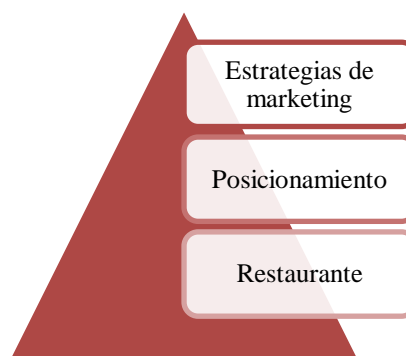 Estrategias de
marketing
Posicionamiento
Restaurante